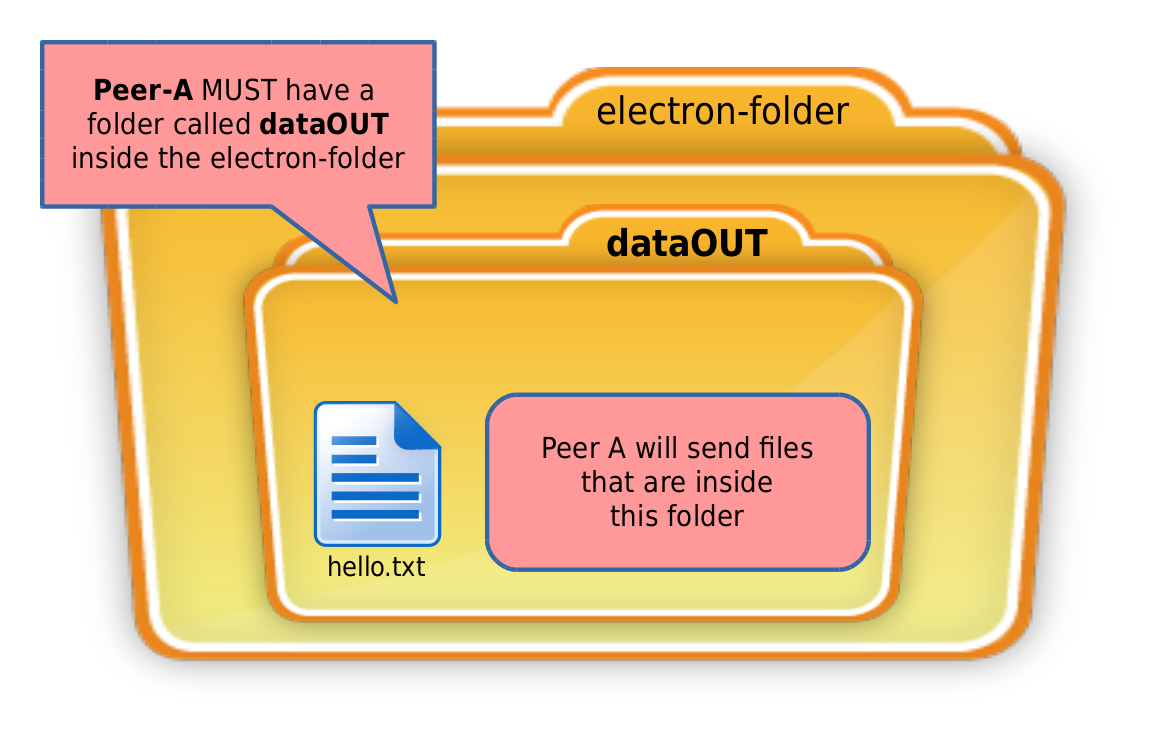 Peer-A MUST have a
folder called dataOUT
inside the electron-folder
electron-folder
dataOUT
Peer A will send files
that are inside
this folder
hello.txt